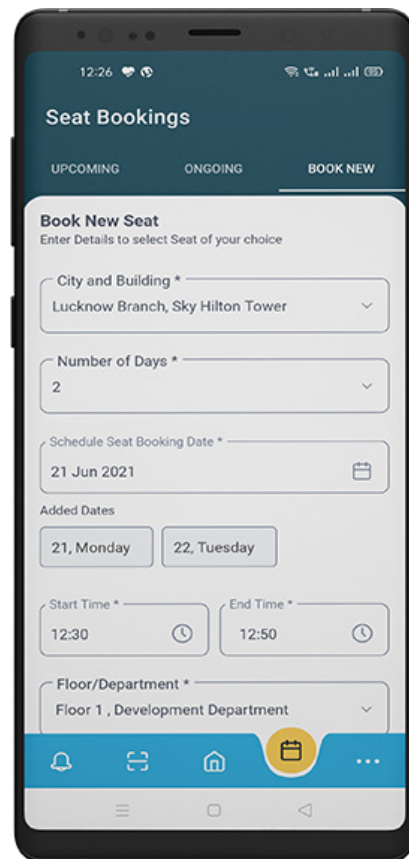 12:26
Seat Bookings
UPCOMING ONGOING BOOK NEW
Book New Seat
Enter Details to select Seat of your choice
City and Building *
Lucknow Branch, Sky Hilton Tower
Number of Days *
2
Schedule Seat Booking Date *
21 Jun 2021
Added Dates
21, Monday 22, Tuesday
Start Time * End Time *
12:30 12:50
Floor/Department *
Floor 1 , Development Department